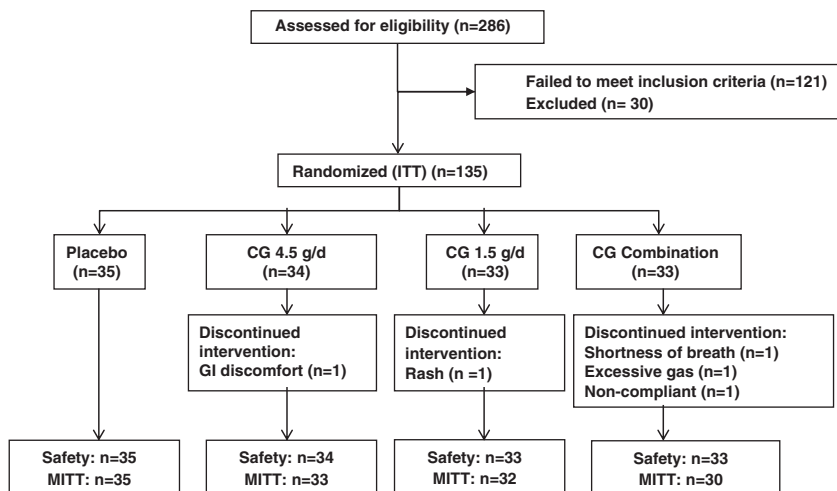 Assessed for eligibility (n=286)
Failed to meet inclusion criteria (n=121)
Excluded (n= 30)
Randomized (ITT) (n=135)
Placebo
(n=35)
CG 4.5 g/d
(n=34)
CG 1.5 g/d
(n=33)
CG Combination
(n=33)
Discontinued
intervention:
GI discomfort (n=1)
Discontinued
intervention:
Rash (n =1)
Discontinued intervention:
Shortness of breath (n=1)
Excessive gas (n=1)
Non-compliant (n=1)
Safety: n=35
MITT: n=35
Safety: n=34
MITT: n=33
Safety: n=33
MITT: n=32
Safety: n=33
MITT: n=30